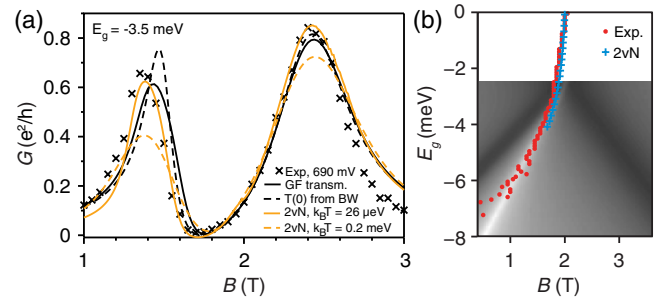 (a)
E_g = -3.5 meV
0.8
0.6
0.4
0.2
0
G (e²/h)
Exp, 690 mV
GF transm.
T(0) from BW
2vN, k_BT = 26 μeV
2vN, k_BT = 0.2 meV
1
2
3
B (T)
(b)
0
−2
−4
−6
−8
E_g (meV)
Exp.
2vN
1
2
3
B (T)